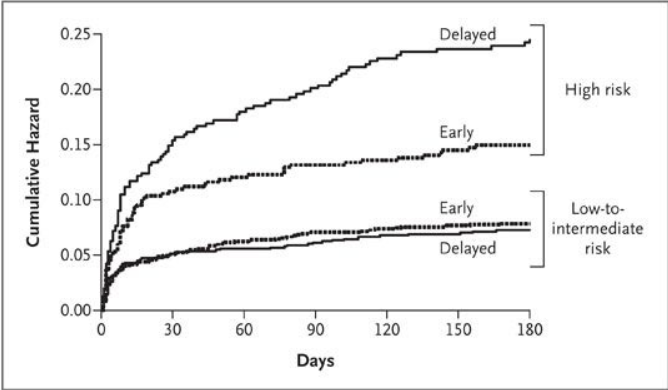 0.25
0.20
0.15
0.10
0.05
0.00
Cumulative Hazard
Delayed
Early
High risk
Early
Delayed
Low-to-
intermediate
risk
0 30 60 90 120 150 180
Days